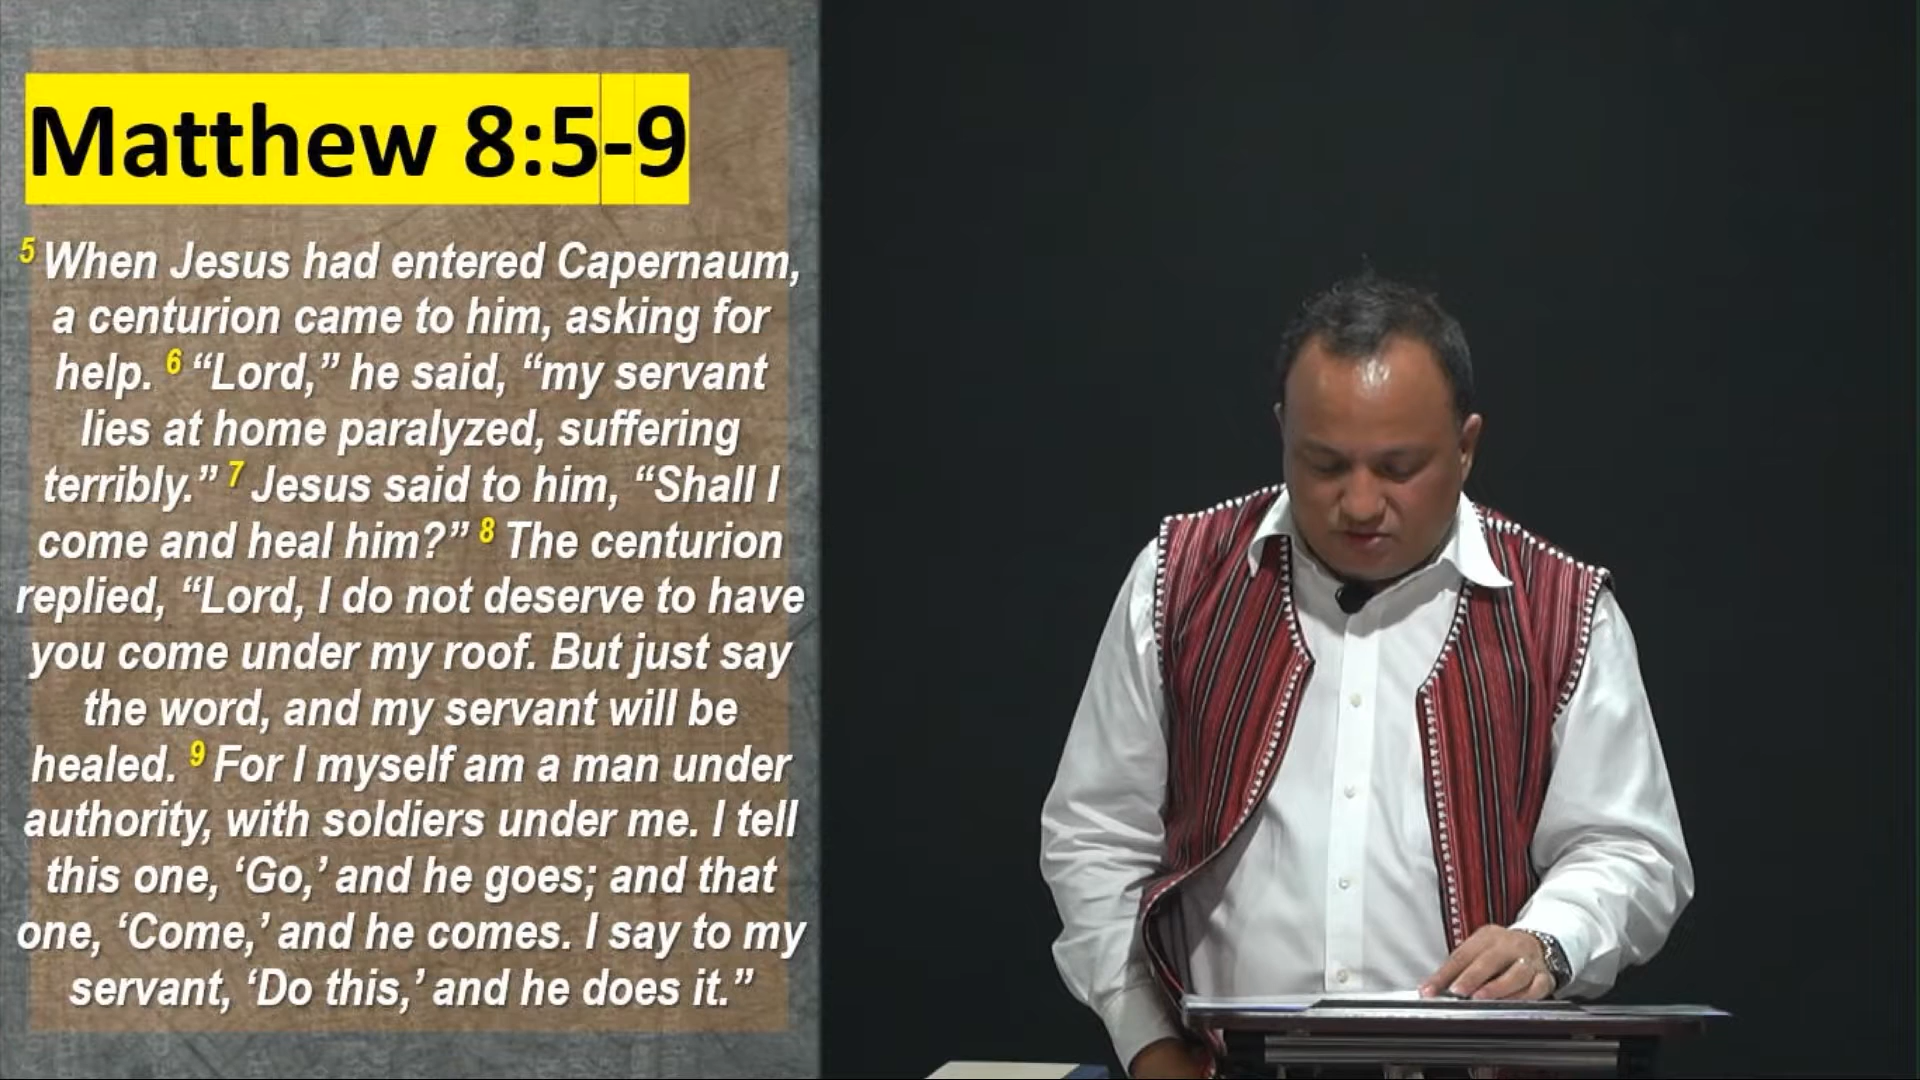 Matthew 8:5-9
5 When Jesus had entered Capernaum,
a centurion came to him, asking for
help. 6 “Lord,” he said, “my servant
lies at home paralyzed, suffering
terribly.” 7 Jesus said to him, “Shall I
come and heal him?” 8 The centurion
replied, “Lord, I do not deserve to have
you come under my roof. But just say
the word, and my servant will be
healed. 9 For I myself am a man under
authority, with soldiers under me. I tell
this one, ‘Go,’ and he goes; and that
one, ‘Come,’ and he comes. I say to my
servant, ‘Do this,’ and he does it.”